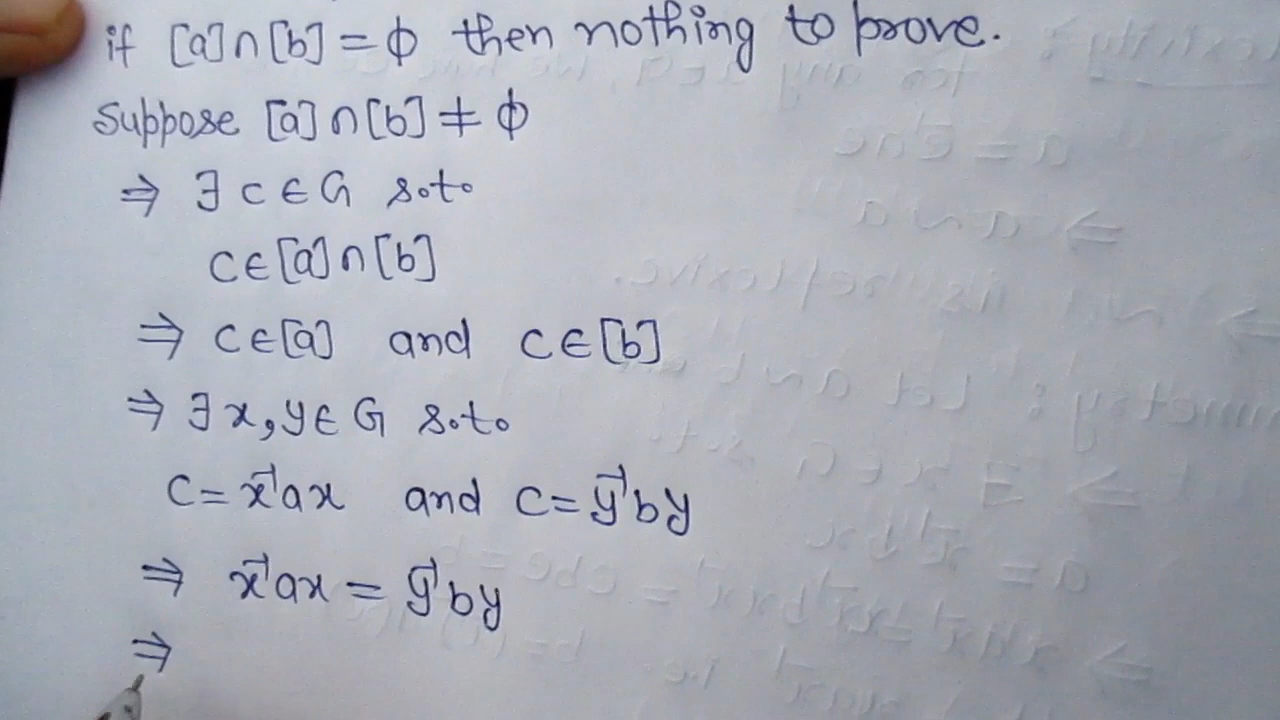 if [a]∩[b] = ϕ then nothing to prove.
Suppose [a]∩[b] ≠ ϕ
⇒ ∃ c ∈ G s.t.
c∈[a]∩[b]
⇒ c∈[a] and c∈[b]
⇒ ∃ x, y ∈ G s.t.
c = x⁻¹ax and c = y⁻¹by
⇒ x⁻¹ax = y⁻¹by
⇒